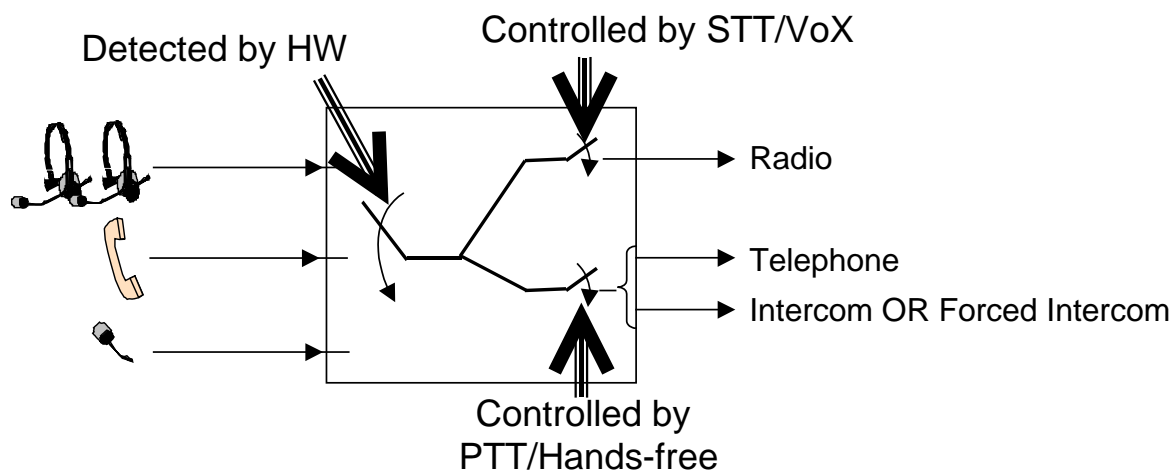 Controlled by STT/VoX
Detected by HW
Radio
Telephone
Intercom OR Forced Intercom
Controlled by
PTT/Hands-free